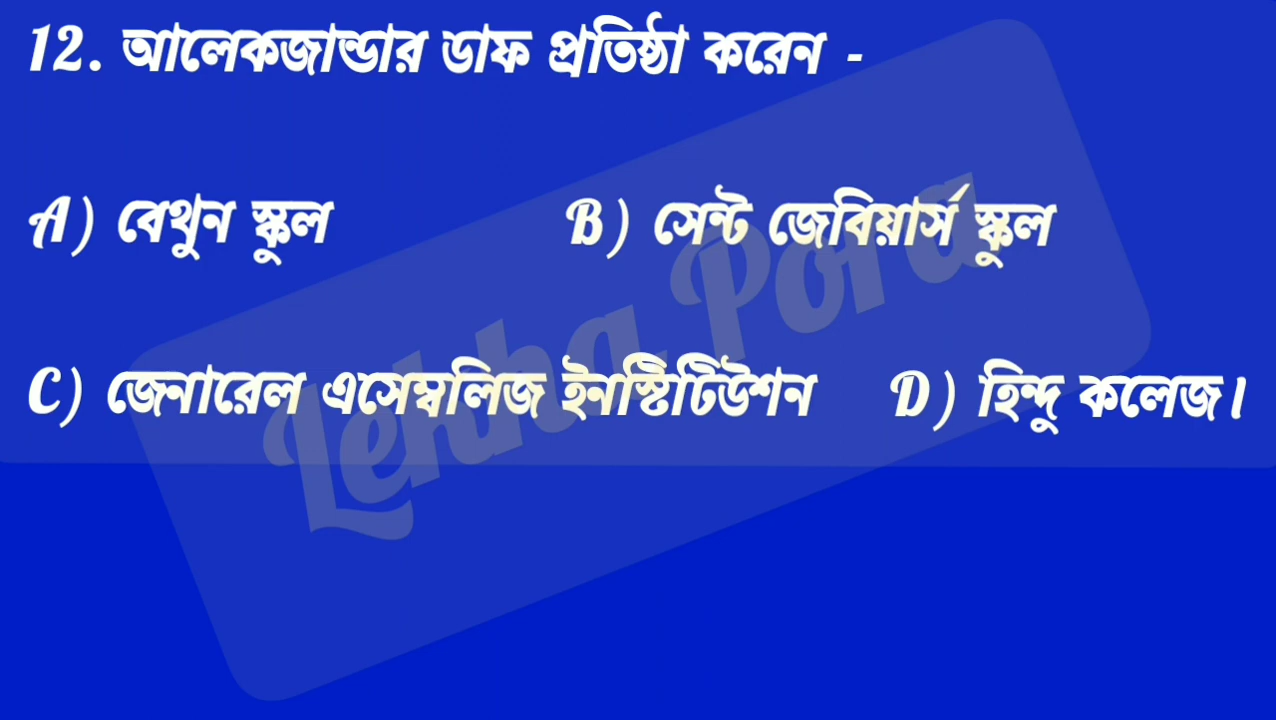 12. আলেকজান্ডার ডাফ প্রতিষ্ঠা করেন -
A) বেথুন স্কুল B) সেন্ট জেবিয়ার্স স্কুল
Lekha Pora
C) জেনারেল এসেম্বলিজ ইনস্টিটিউশন D) হিন্দু কলেজ।